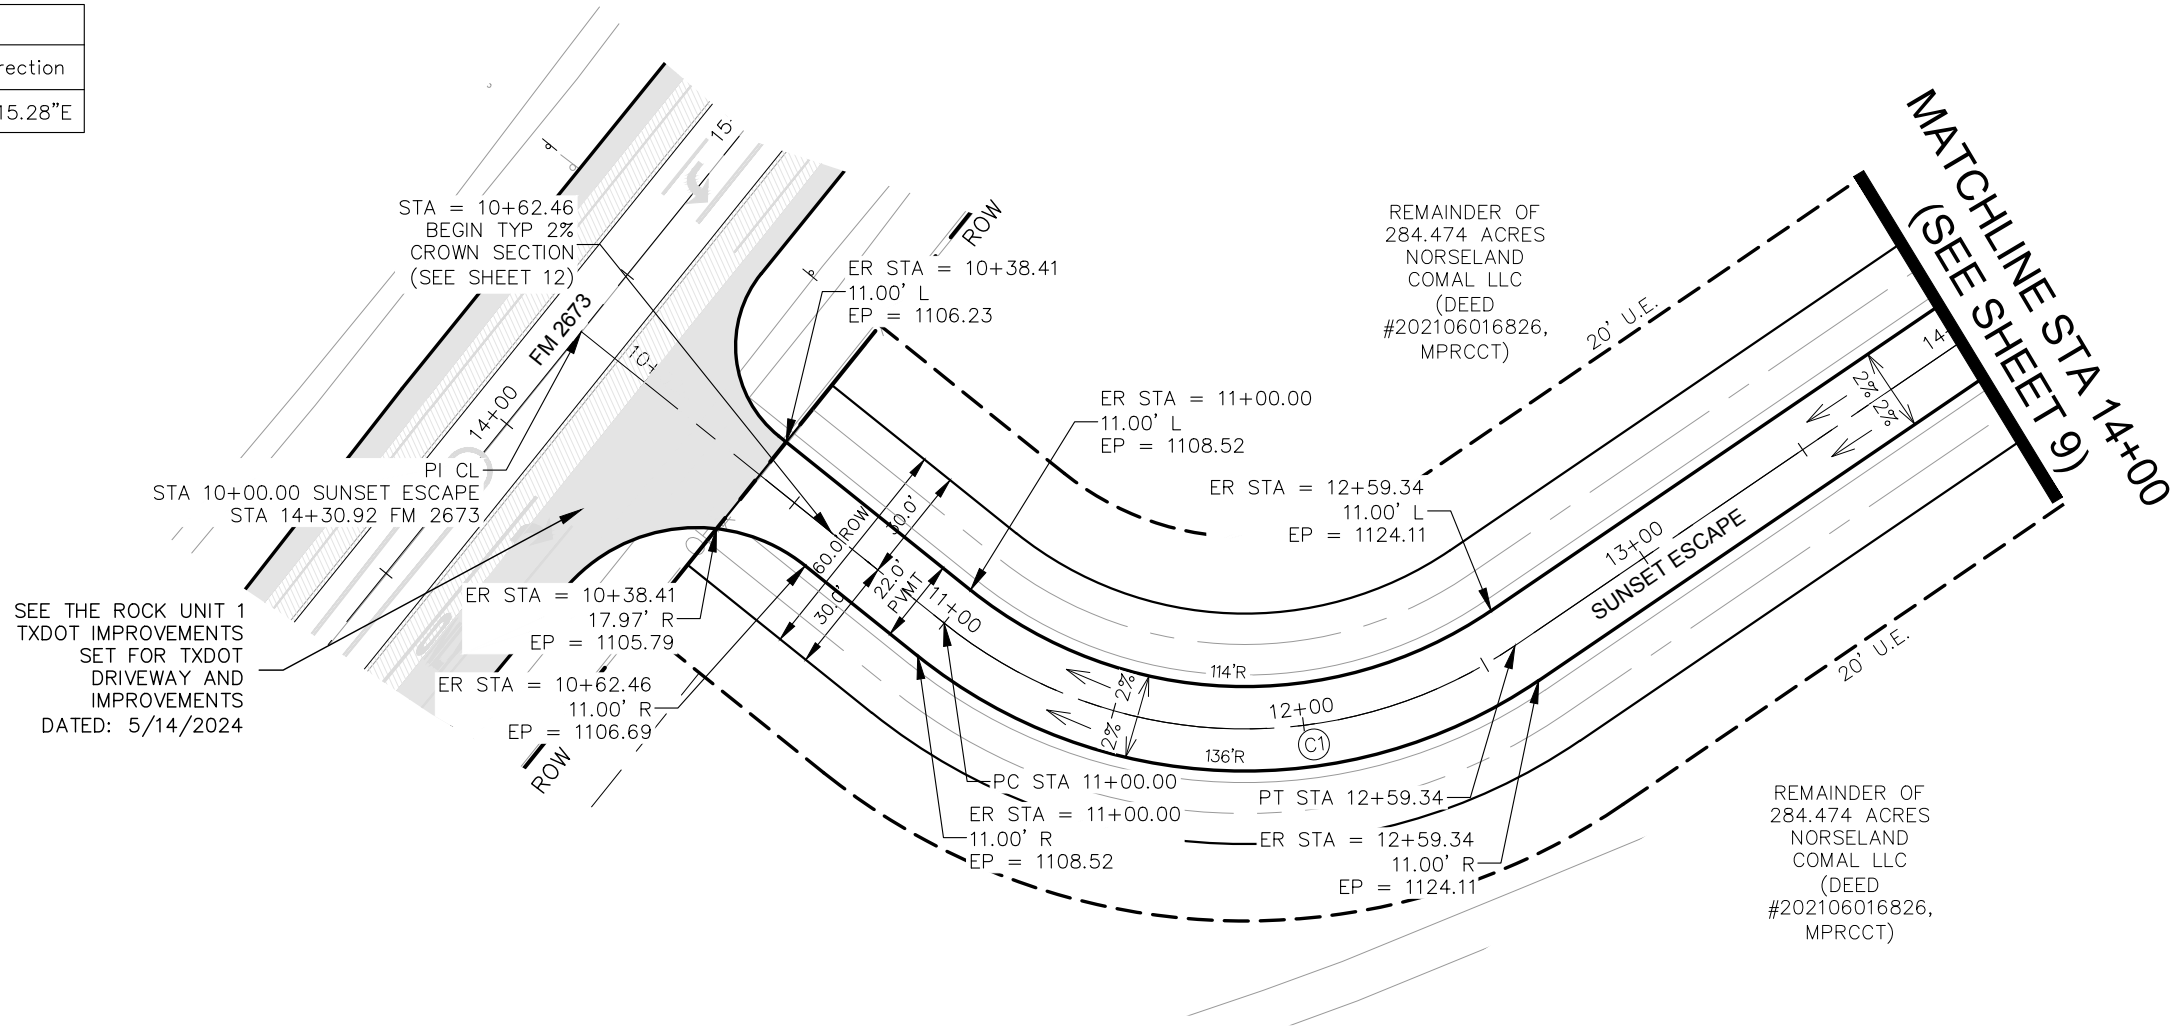 rection
15.28"E
STA = 10+62.46
BEGIN TYP 2%
CROWN SECTION
(SEE SHEET 12)
15
FM 2673
10+
14+00
ROW
ER STA = 10+38.41
11.00' L
EP = 1106.23
REMAINDER OF
284.474 ACRES
NORSELAND
COMAL LLC
(DEED
#202106016826,
MPRCCT)
20' U.E.
MATCHLINE STA 14+00
(SEE SHEET 9)
14+
2%
2%
ER STA = 11+00.00
11.00' L
EP = 1108.52
PI CL
STA 10+00.00 SUNSET ESCAPE
STA 14+30.92 FM 2673
ER STA = 12+59.34
11.00' L
EP = 1124.11
60.0'ROW
30.0'
22.0'
PVMT
30.0'
11+00
13+00
SUNSET ESCAPE
SEE THE ROCK UNIT 1
TXDOT IMPROVEMENTS
SET FOR TXDOT
DRIVEWAY AND
IMPROVEMENTS
DATED: 5/14/2024
ER STA = 10+38.41
17.97' R
EP = 1105.79
ER STA = 10+62.46
11.00' R
EP = 1106.69
ROW
114'R
2%
2%
12+00
C1
136'R
20' U.E.
PC STA 11+00.00
ER STA = 11+00.00
11.00' R
EP = 1108.52
PT STA 12+59.34
ER STA = 12+59.34
11.00' R
EP = 1124.11
REMAINDER OF
284.474 ACRES
NORSELAND
COMAL LLC
(DEED
#202106016826,
MPRCCT)